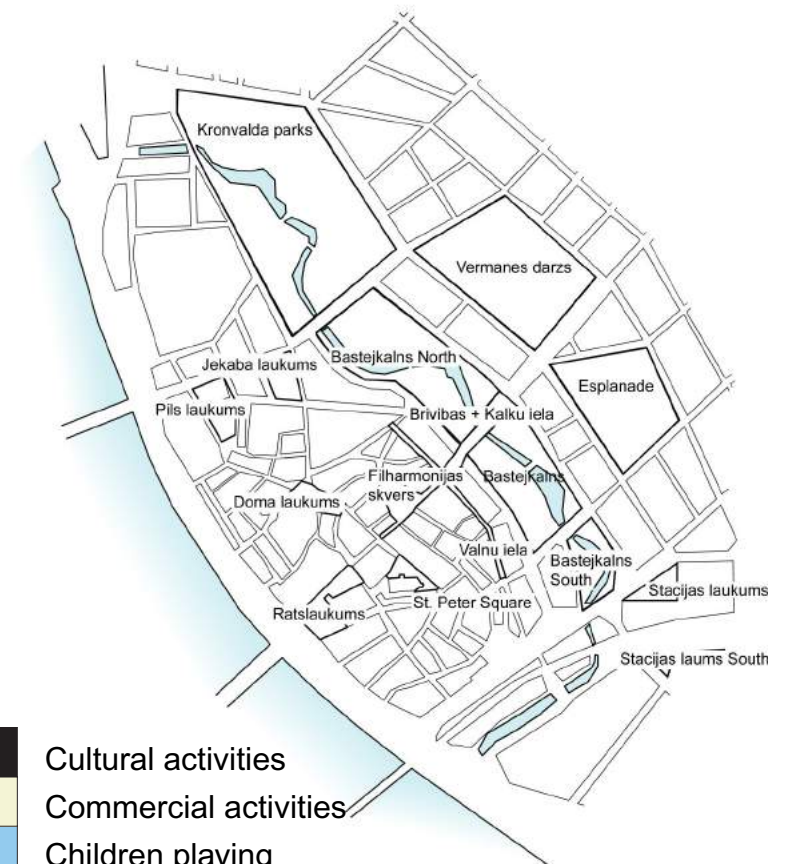 Kronvalda parks
Vermanes darzs
Jekaba laukums
Bastejkalns North
Esplanade
Pils laukums
Brivibas + Kalku iela
Filharmonijas
skvers
Bastejkalns
Doma laukums
Valnu iela
Bastejkalns
South
Stacijas laukums
St. Peter Square
Ratslaukums
Stacijas laums South
Cultural activities
Commercial activities
Children playing